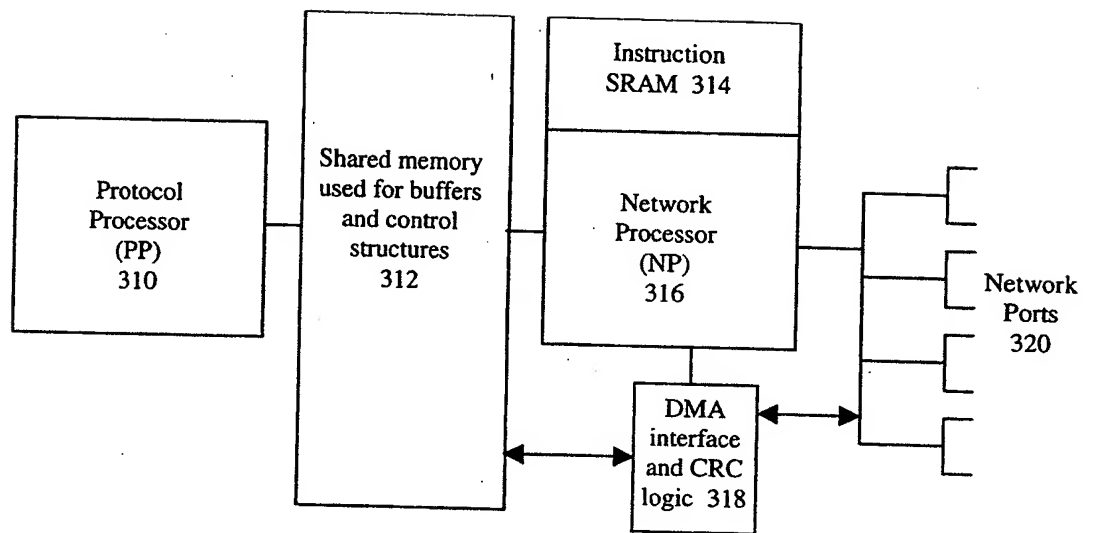 Protocol
Processor
(PP)
310
Shared memory
used for buffers
and control
structures
312
Instruction
SRAM 314
Network
Processor
(NP)
316
DMA
interface
and CRC
logic 318
Network
Ports
320